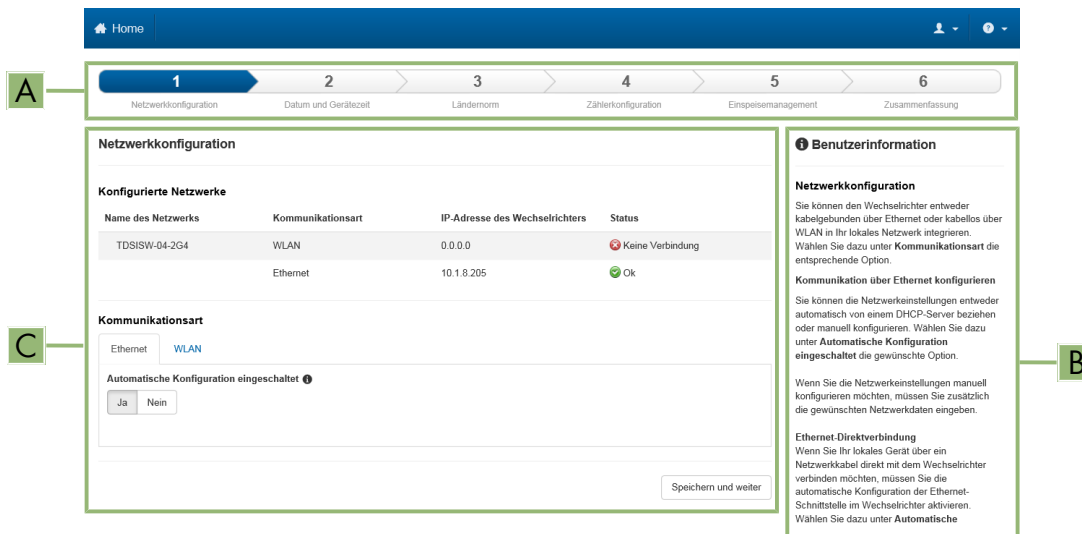 Home
A
1 2 3 4 5 6
Netzwerkkonfiguration Datum und Gerätezeit Ländernorm Zählerkonfiguration Einspeisemanagement Zusammenfassung
C
Netzwerkkonfiguration
Konfigurierte Netzwerke
Name des Netzwerks Kommunikationsart IP-Adresse des Wechselrichters Status
TDSISW-04-2G4 WLAN 0.0.0.0 Keine Verbindung
Ethernet 10.1.8.205 Ok
Kommunikationsart
Ethernet WLAN
Automatische Konfiguration eingeschaltet
Ja Nein
Speichern und weiter
B
Benutzerinformation
Netzwerkkonfiguration
Sie können den Wechselrichter entweder
kabelgebunden über Ethernet oder kabellos über
WLAN in Ihr lokales Netzwerk integrieren.
Wählen Sie dazu unter Kommunikationsart die
entsprechende Option.
Kommunikation über Ethernet konfigurieren
Sie können die Netzwerkeinstellungen entweder
automatisch von einem DHCP-Server beziehen
oder manuell konfigurieren. Wählen Sie dazu
unter Automatische Konfiguration
eingeschaltet die gewünschte Option.
Wenn Sie die Netzwerkeinstellungen manuell
konfigurieren möchten, müssen Sie zusätzlich
die gewünschten Netzwerkdaten eingeben.
Ethernet-Direktverbindung
Wenn Sie Ihr lokales Gerät über ein
Netzwerkkabel direkt mit dem Wechselrichter
verbinden möchten, müssen Sie die
automatische Konfiguration der Ethernet-
Schnittstelle im Wechselrichter aktivieren.
Wählen Sie dazu unter Automatische